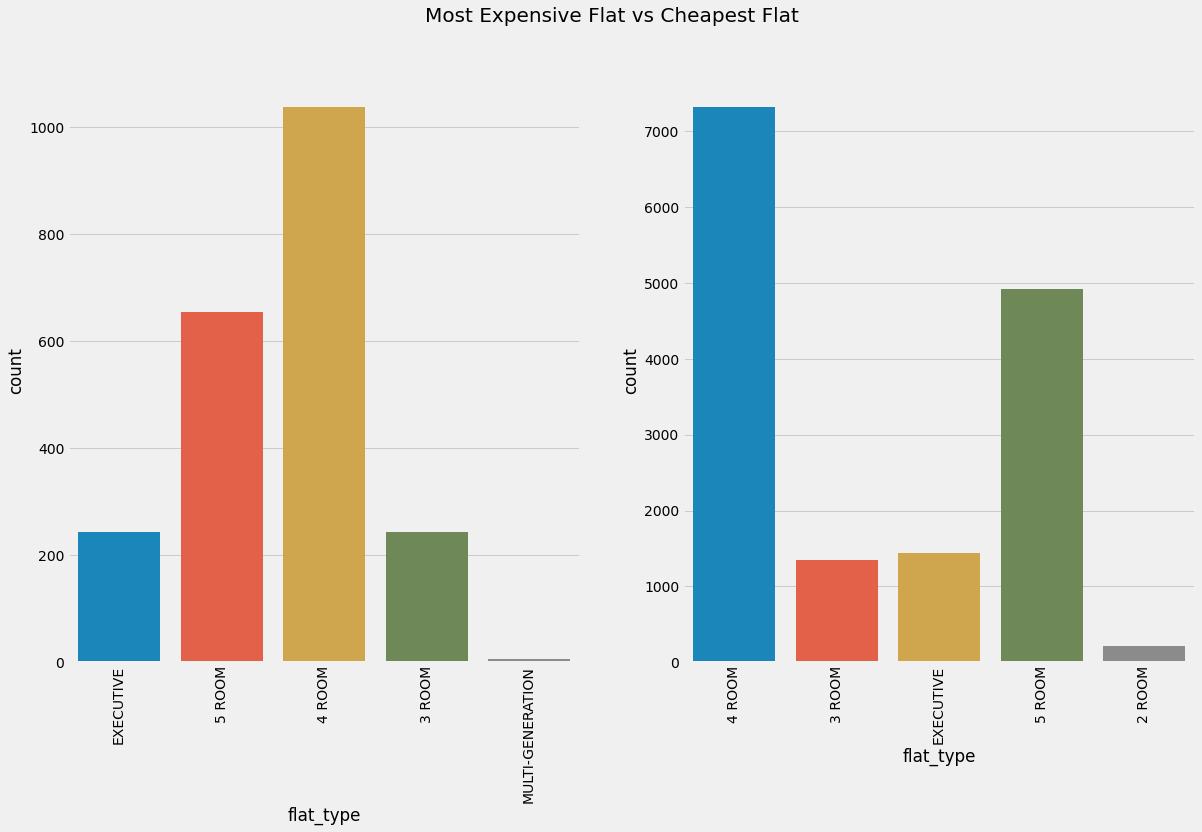 Most Expensive Flat vs Cheapest Flat
1000
800
600
400
200
0
count
EXECUTIVE
5 ROOM
4 ROOM
3 ROOM
MULTI-GENERATION
flat_type
7000
6000
5000
4000
3000
2000
1000
0
count
4 ROOM
3 ROOM
EXECUTIVE
5 ROOM
2 ROOM
flat_type